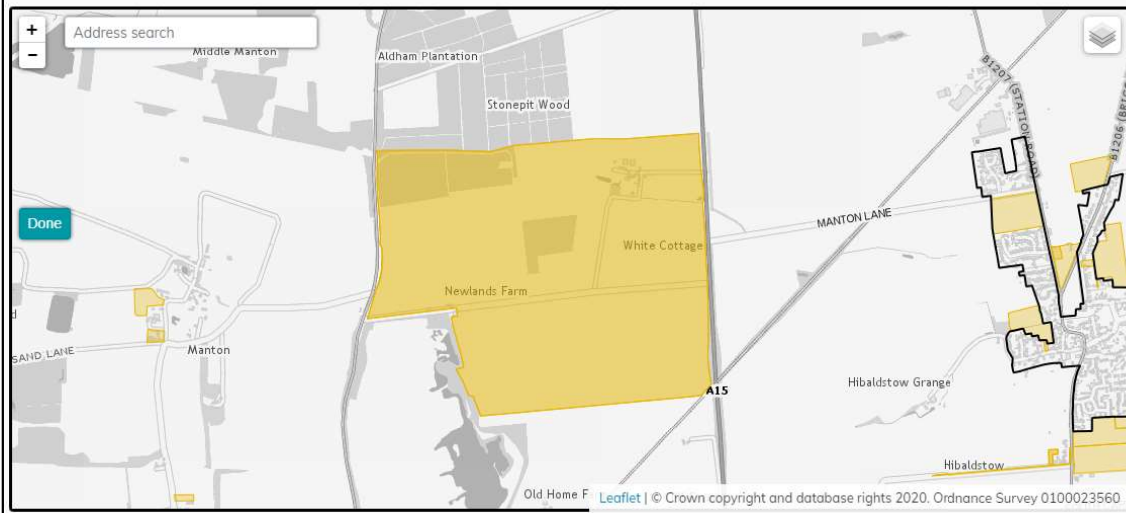 +
−
Address search
Middle Manton
Aldham Plantation
Stonepit Wood
B1207 (STATION ROAD)
B1206 (BRIG
Done
MANTON LANE
White Cottage
Newlands Farm
SAND LANE
Manton
A15
Hibaldstow Grange
Hibaldstow
Old Home F
Leaflet | © Crown copyright and database rights 2020. Ordnance Survey 0100023560